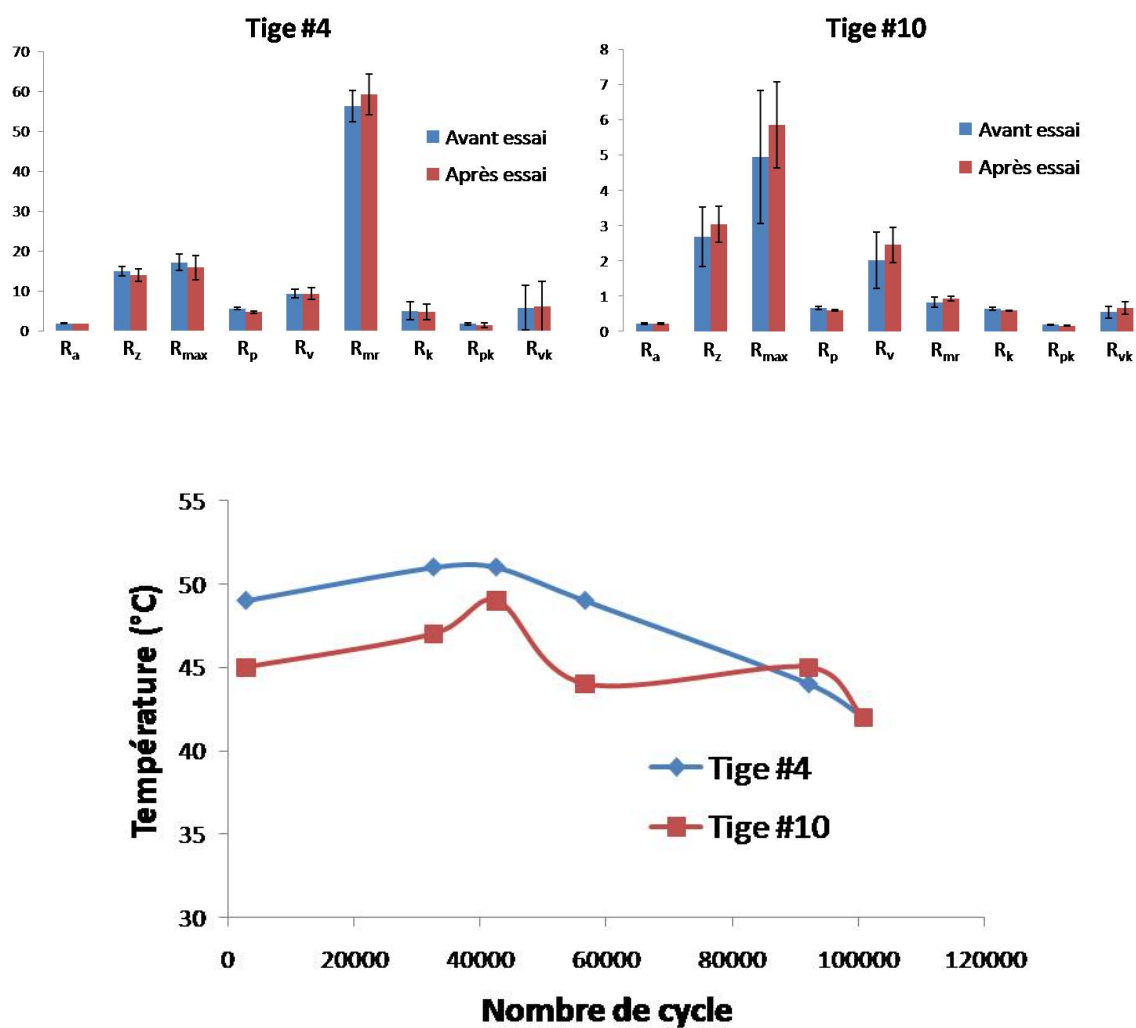 Tige #4
70
60
50
40
30
20
10
0
Avant essai
Après essai
Ra Rz Rmax Rp Rv Rmr Rk Rpk Rvk
Tige #10
8
7
6
5
4
3
2
1
0
Avant essai
Après essai
Ra Rz Rmax Rp Rv Rmr Rk Rpk Rvk
Température (°C)
55
50
45
40
35
30
Tige #4
Tige #10
0 20000 40000 60000 80000 100000 120000
Nombre de cycle